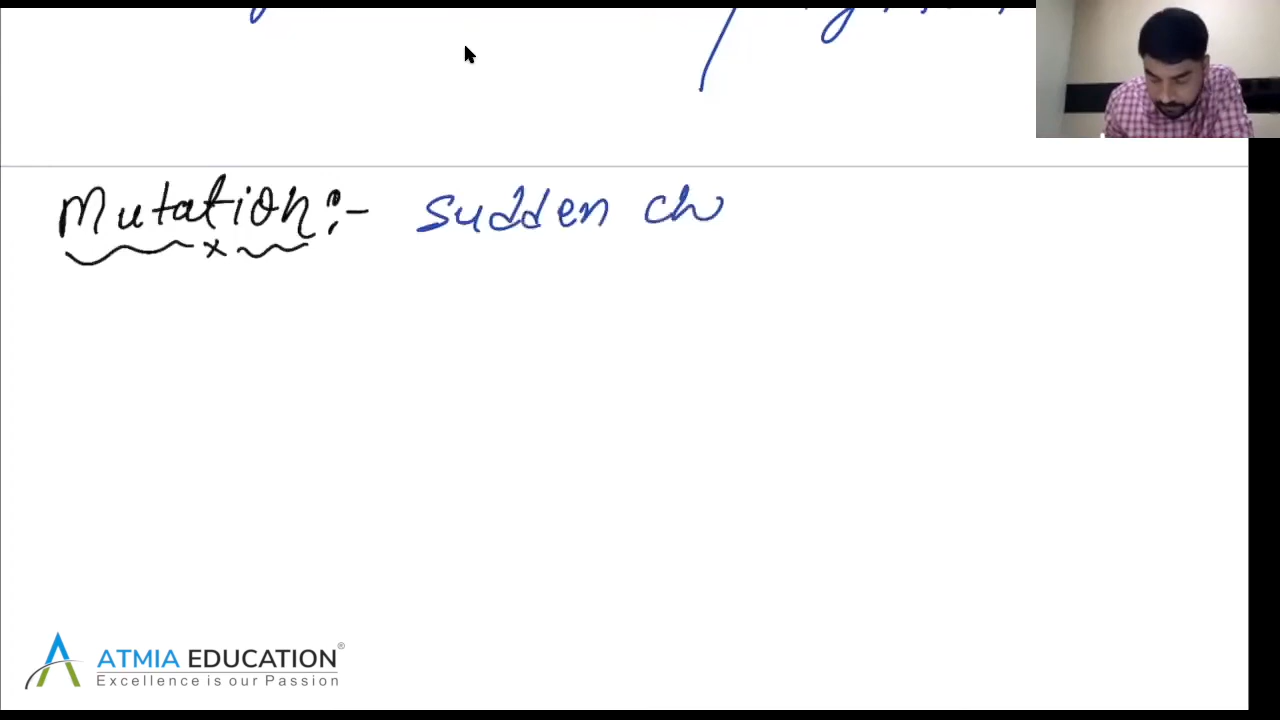 Mutation:- sudden ch
ATMIA EDUCATION®
Excellence is our Passion